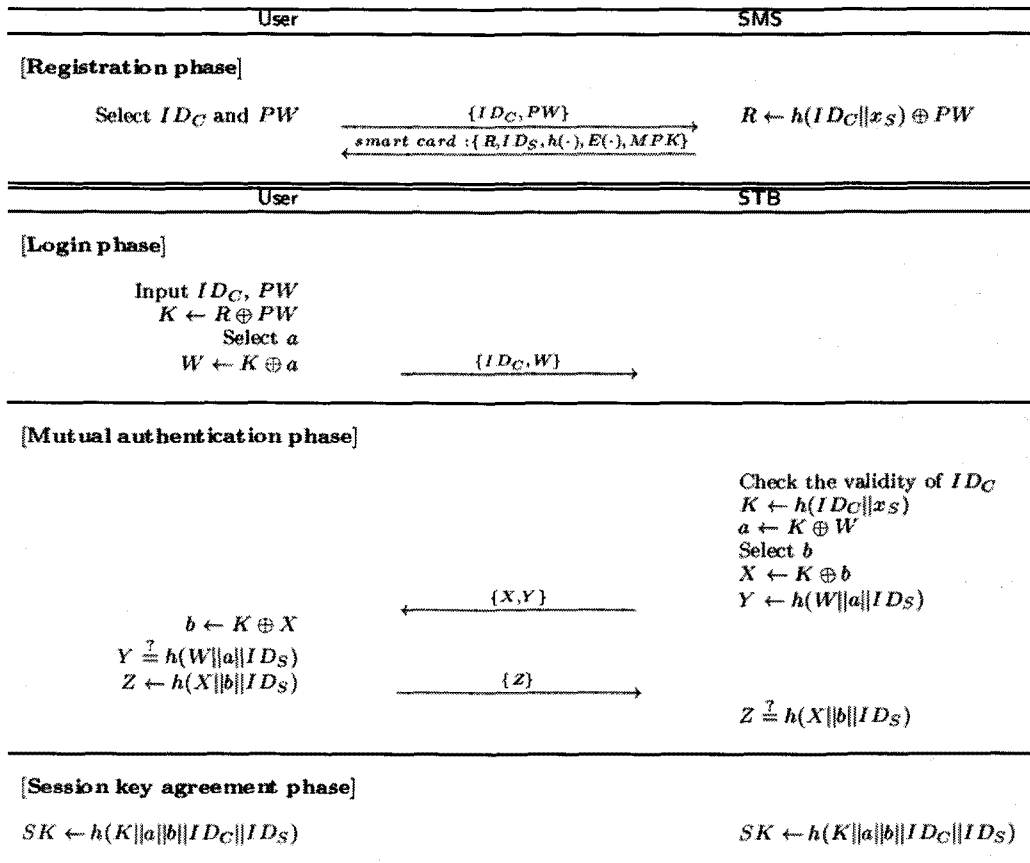 User SMS
[Registration phase]
Select ID_C and PW {ID_C, PW} R ← h(ID_C||x_S) ⊕ PW
smart card :{R,ID_S,h(·),E(·),MPK}
User STB
[Login phase]
Input ID_C, PW
K ← R ⊕ PW
Select a
W ← K ⊕ a {ID_C,W}
[Mutual authentication phase]
Check the validity of ID_C
K ← h(ID_C||x_S)
a ← K ⊕ W
Select b
X ← K ⊕ b
{X,Y} Y ← h(W||a||ID_S)
b ← K ⊕ X
Y ≟ h(W||a||ID_S)
Z ← h(X||b||ID_S) {Z}
Z ≟ h(X||b||ID_S)
[Session key agreement phase]
SK ← h(K||a||b||ID_C||ID_S) SK ← h(K||a||b||ID_C||ID_S)